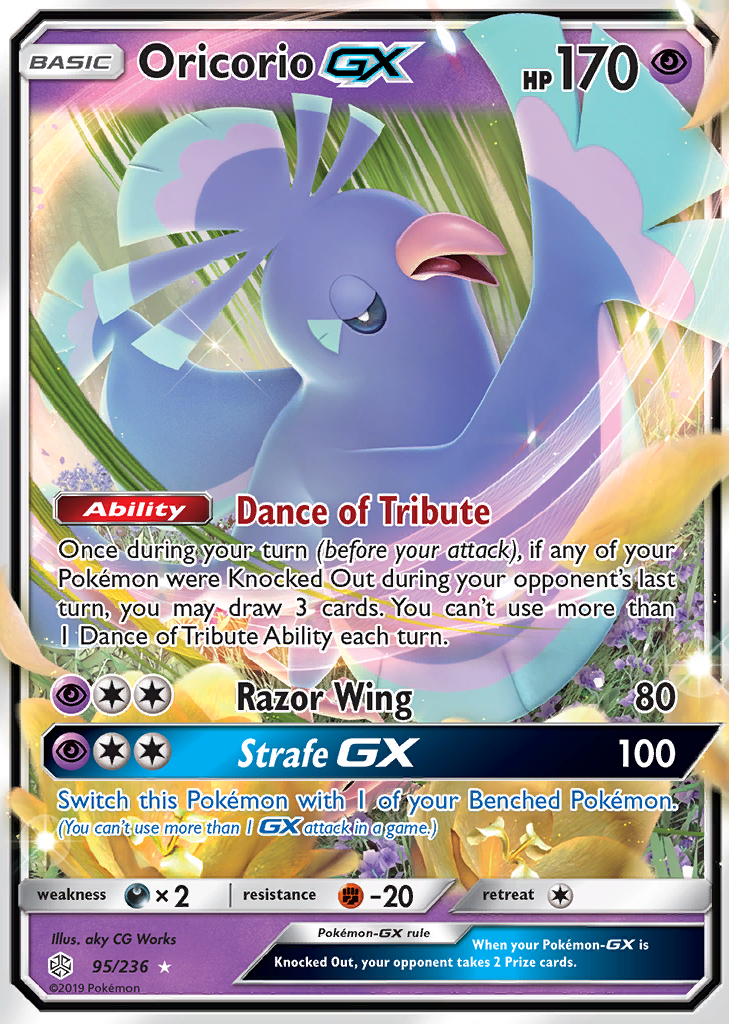 BASIC Oricorio GX HP 170
Ability Dance of Tribute
Once during your turn (before your attack), if any of your
Pokémon were Knocked Out during your opponent's last
turn, you may draw 3 cards. You can't use more than
1 Dance of Tribute Ability each turn.
Razor Wing 80
Strafe GX 100
Switch this Pokémon with 1 of your Benched Pokémon.
(You can't use more than 1 GX attack in a game.)
weakness ×2 resistance -20 retreat
Illus. aky CG Works
95/236
©2019 Pokémon
Pokémon-GX rule
When your Pokémon-GX is
Knocked Out, your opponent takes 2 Prize cards.